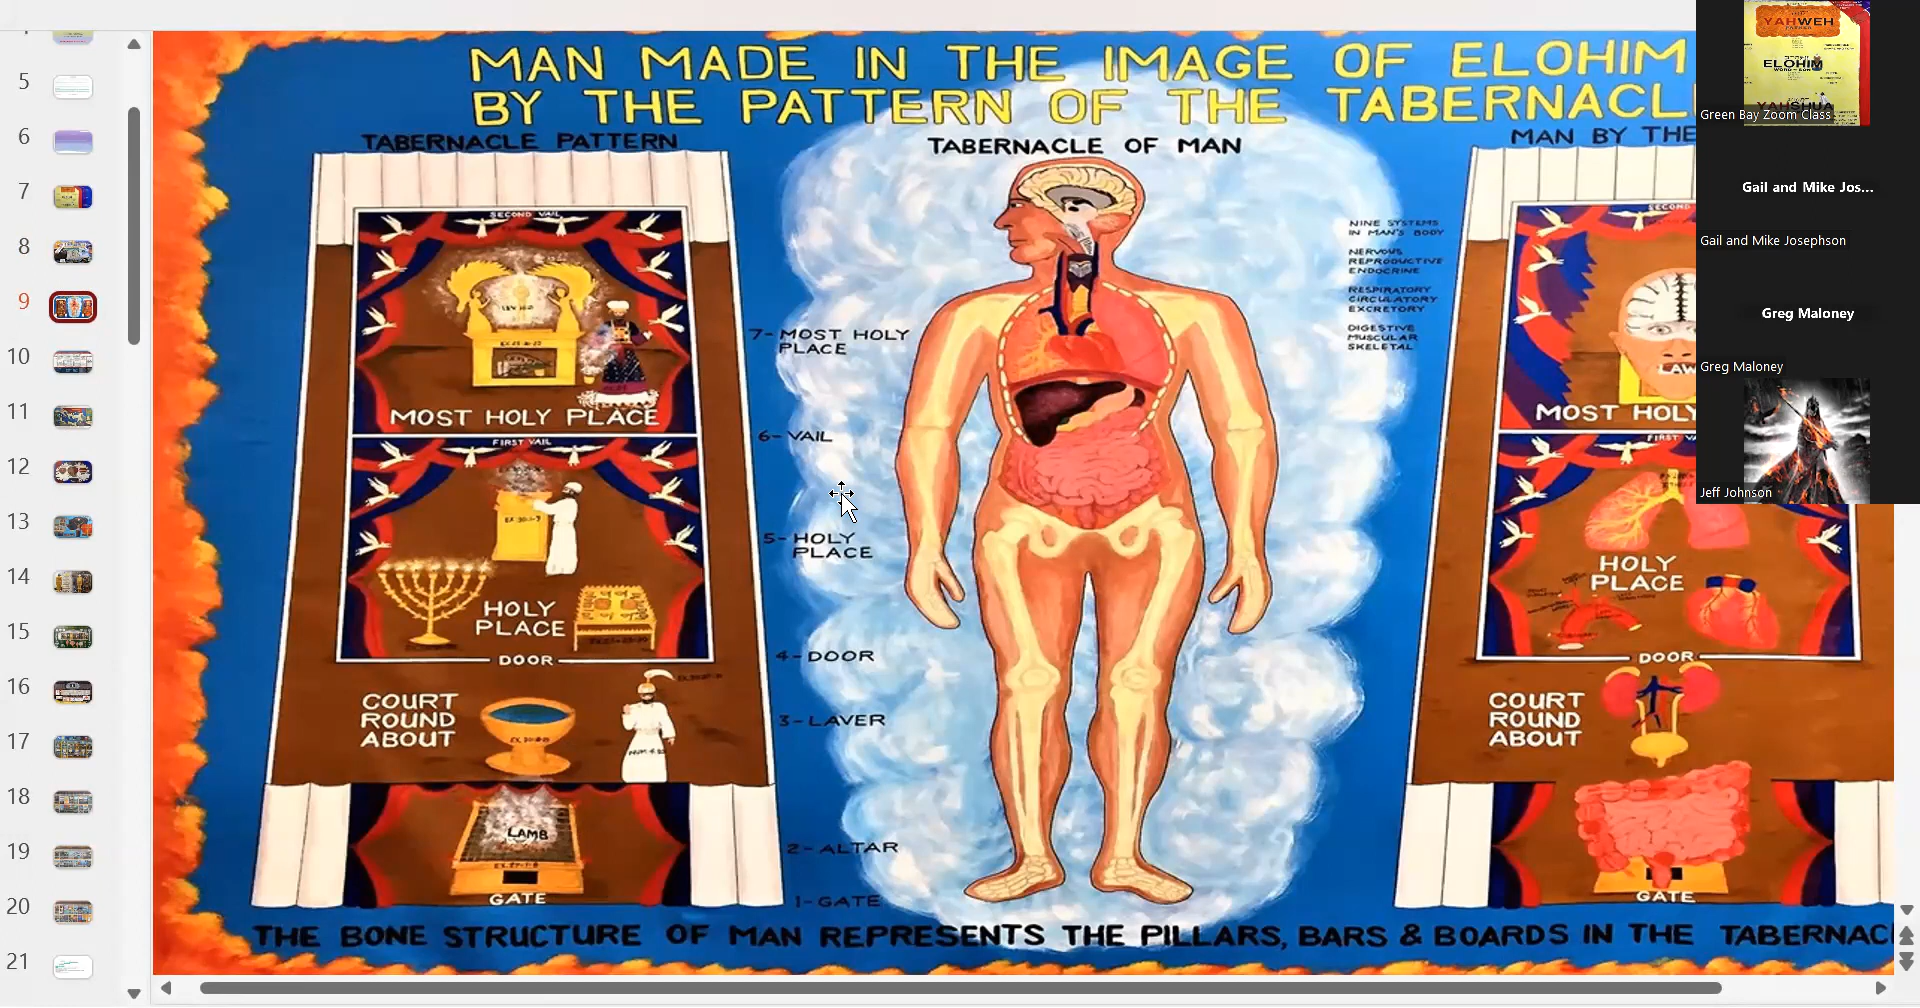 5
6
7
8
9
10
11
12
13
14
15
16
17
18
19
20
21
MAN MADE IN THE IMAGE OF ELOHIM
BY THE PATTERN OF THE TABERNACL
TABERNACLE PATTERN
SECOND VAIL
MOST HOLY PLACE
FIRST VAIL
HOLY
PLACE
DOOR
COURT
ROUND
ABOUT
LAMB
GATE
TABERNACLE OF MAN
7- MOST HOLY
PLACE
6- VAIL
5- HOLY
PLACE
4- DOOR
3- LAVER
2- ALTAR
1- GATE
NINE SYSTEMS
IN MAN'S BODY
NERVOUS
REPRODUCTIVE
ENDOCRINE
RESPIRATORY
CIRCULATORY
EXCRETORY
DIGESTIVE
MUSCULAR
SKELETAL
MAN BY THE
SECOND
LAW
MOST HOLY
FIRST VA
HOLY
PLACE
DOOR
COURT
ROUND
ABOUT
GATE
THE BONE STRUCTURE OF MAN REPRESENTS THE PILLARS, BARS & BOARDS IN THE TABERNAC
YAHWEH
ELOHIM
YAHSHUA
Green Bay Zoom Class
Gail and Mike Jos...
Gail and Mike Josephson
Greg Maloney
Greg Maloney
Jeff Johnson